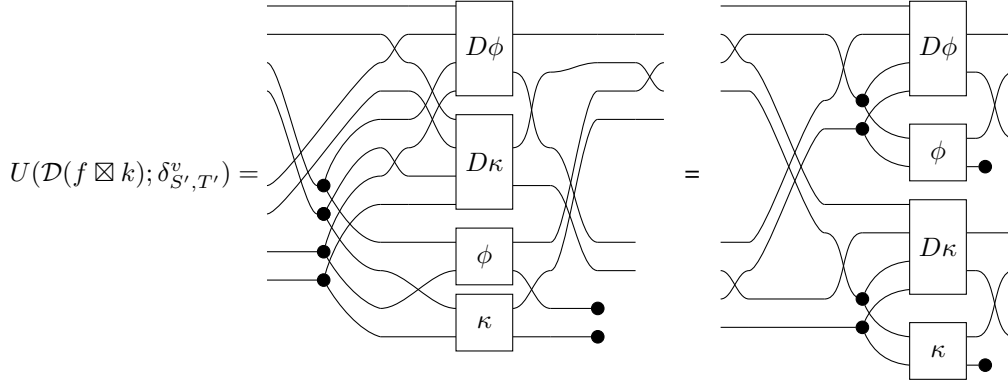 Dϕ
Dϕ
Dκ
ϕ
U(𝒟(f ⊠ k); δ^v_{S′,T′}) =
=
Dκ
ϕ
κ
κ